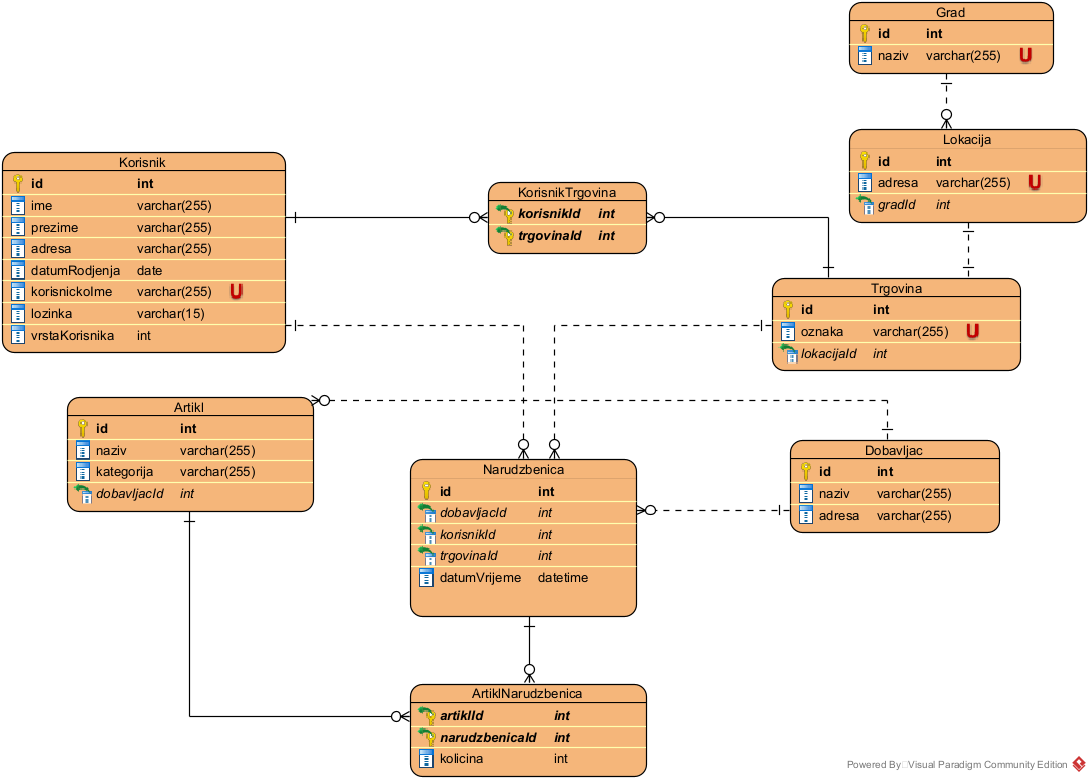 Grad
id int
naziv varchar(255) U
Lokacija
id int
adresa varchar(255) U
gradId int
Korisnik
id int
ime varchar(255)
prezime varchar(255)
adresa varchar(255)
datumRodjenja date
korisnickoIme varchar(255) U
lozinka varchar(15)
vrstaKorisnika int
KorisnikTrgovina
korisnikId int
trgovinaId int
Trgovina
id int
oznaka varchar(255) U
lokacijaId int
Artikl
id int
naziv varchar(255)
kategorija varchar(255)
dobavljacId int
Dobavljac
id int
naziv varchar(255)
adresa varchar(255)
Narudzbenica
id int
dobavljacId int
korisnikId int
trgovinaId int
datumVrijeme datetime
ArtiklNarudzbenica
artiklId int
narudzbenicaId int
kolicina int
Powered By Visual Paradigm Community Edition